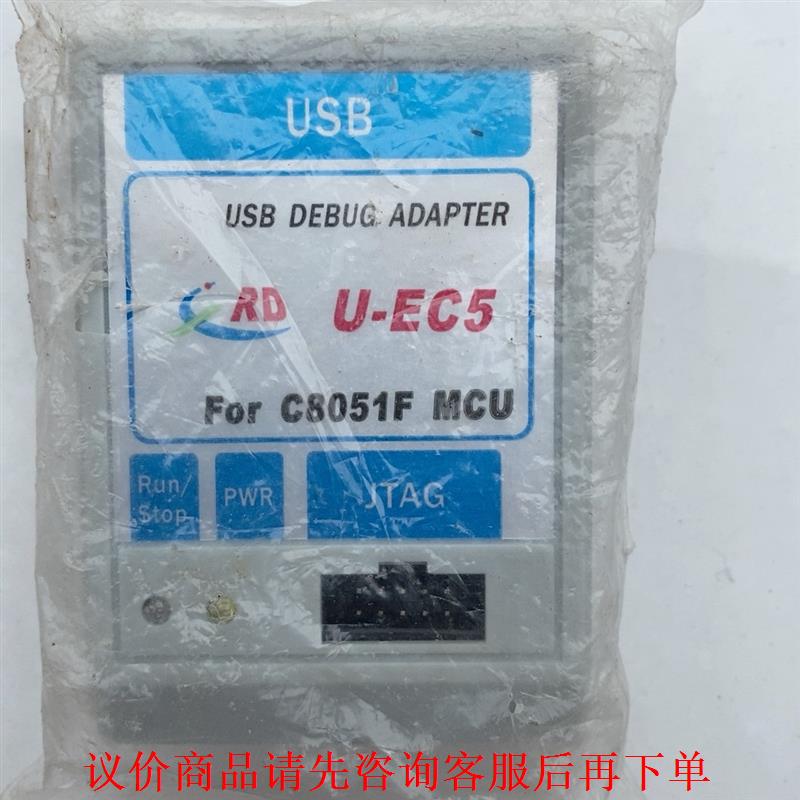 USB
USB DEBUG ADAPTER
RD U-EC5
For C8051F MCU
Run/
Stop
PWR
JTAG
议价商品请先咨询客服后再下单